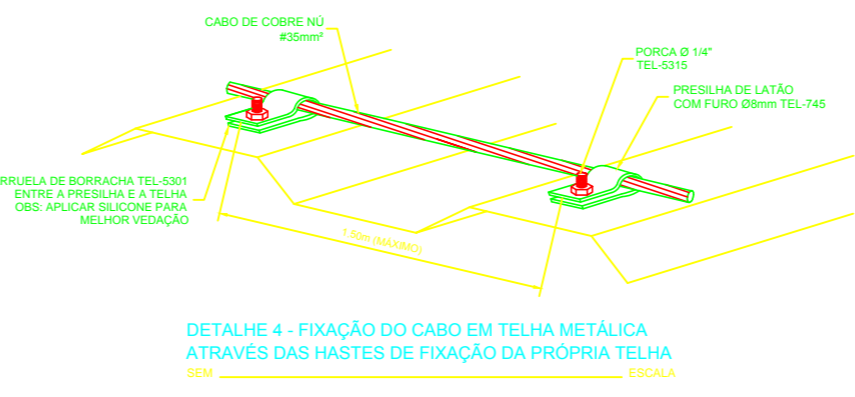 CABO DE COBRE NÚ
#35mm²
PORCA Ø 1/4"
TEL-5315
PRESILHA DE LATÃO
COM FURO Ø8mm TEL-745
RRUELA DE BORRACHA TEL-5301
ENTRE A PRESILHA E A TELHA
OBS: APLICAR SILICONE PARA
MELHOR VEDAÇÃO
1,50m (MÁXIMO)
DETALHE 4 - FIXAÇÃO DO CABO EM TELHA METÁLICA
ATRAVÉS DAS HASTES DE FIXAÇÃO DA PRÓPRIA TELHA
SEM ESCALA